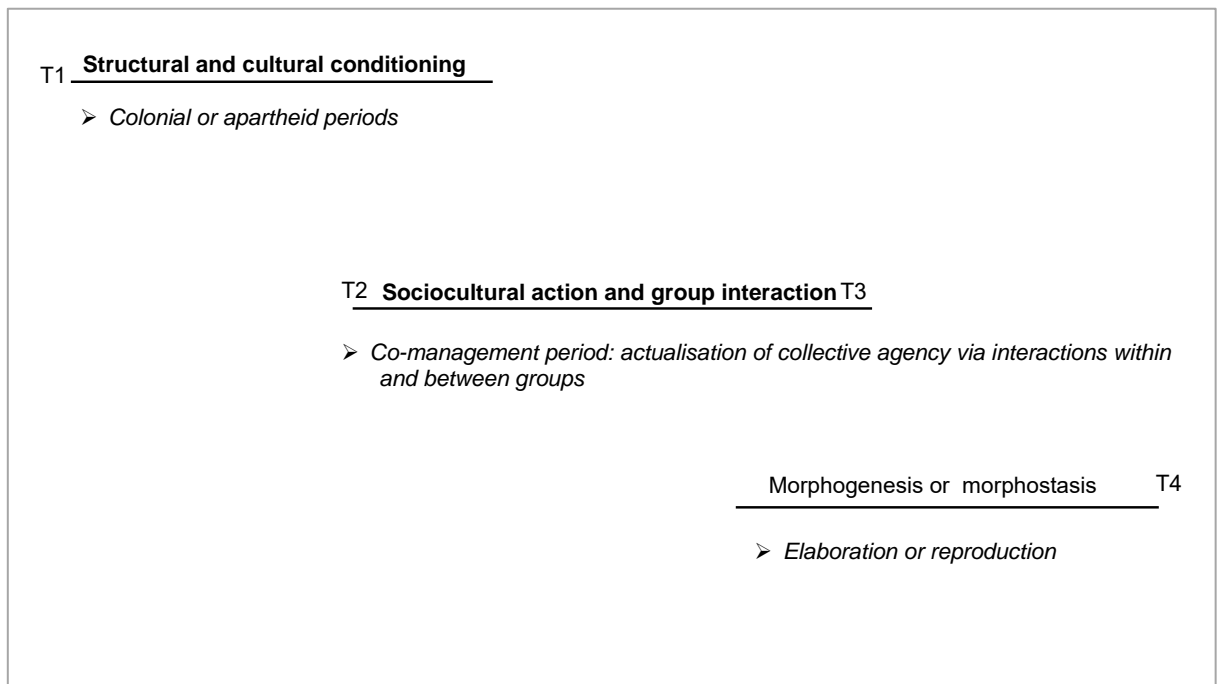 T1 Structural and cultural conditioning
➢ Colonial or apartheid periods
T2 Sociocultural action and group interaction T3
➢ Co-management period: actualisation of collective agency via interactions within
and between groups
Morphogenesis or morphostasis T4
➢ Elaboration or reproduction